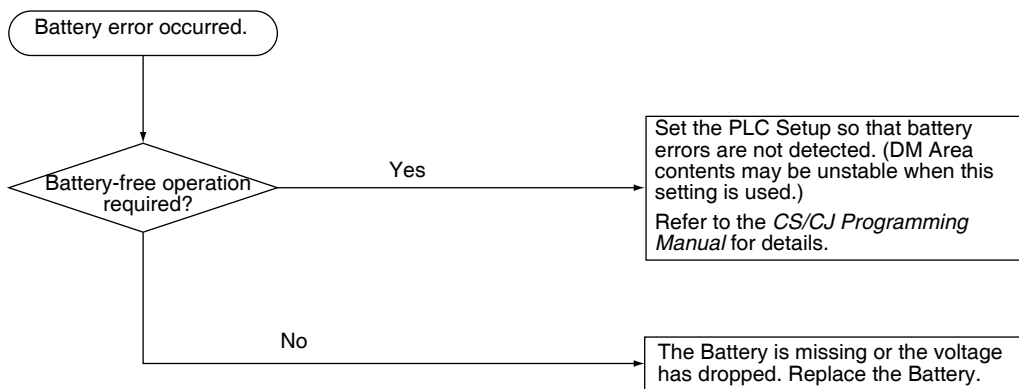 Battery error occurred.
Battery-free operation
required?
Yes
Set the PLC Setup so that battery
errors are not detected. (DM Area
contents may be unstable when this
setting is used.)
Refer to the CS/CJ Programming
Manual for details.
No
The Battery is missing or the voltage
has dropped. Replace the Battery.